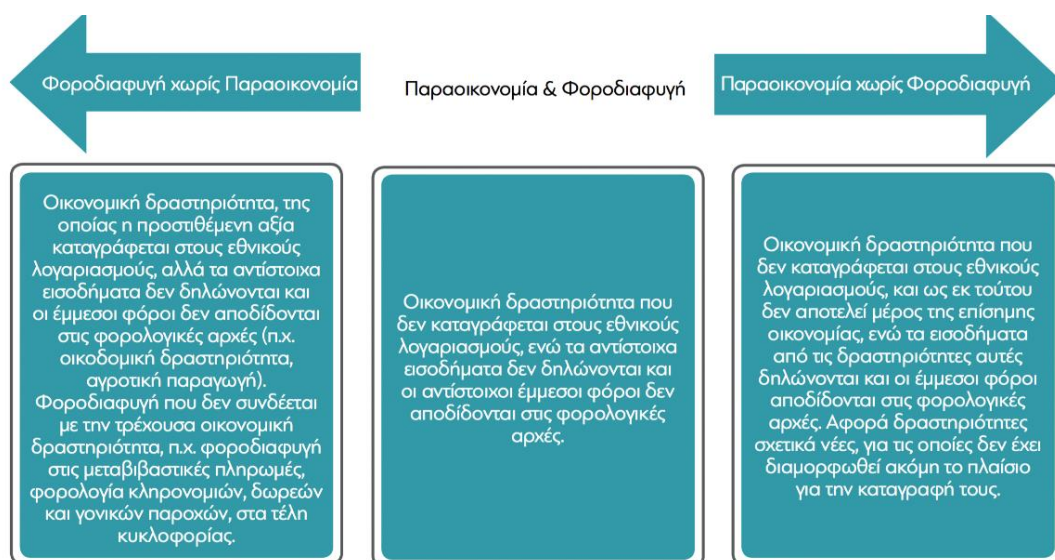 Φοροδιαφυγή χωρίς Παραοικονομία
Παραοικονομία & Φοροδιαφυγή
Παραοικονομία χωρίς Φοροδιαφυγή
Οικονομική δραστηριότητα, της
οποίας η προστιθέμενη αξία
καταγράφεται στους εθνικούς
λογαριασμούς, αλλά τα αντίστοιχα
εισοδήματα δεν δηλώνονται και
οι έμμεσοι φόροι δεν αποδίδονται
στις φορολογικές αρχές (π.χ.
οικοδομική δραστηριότητα,
αγροτική παραγωγή).
Φοροδιαφυγή που δεν συνδέεται
με την τρέχουσα οικονομική
δραστηριότητα, π.χ. φοροδιαφυγή
στις μεταβιβαστικές πληρωμές,
φορολογία κληρονομιών, δωρεών
και γονικών παροχών, στα τέλη
κυκλοφορίας.
Οικονομική δραστηριότητα που
δεν καταγράφεται στους εθνικούς
λογαριασμούς, ενώ τα αντίστοιχα
εισοδήματα δεν δηλώνονται και
οι αντίστοιχοι έμμεσοι φόροι δεν
αποδίδονται στις φορολογικές
αρχές.
Οικονομική δραστηριότητα που
δεν καταγράφεται στους εθνικούς
λογαριασμούς, και ως εκ τούτου
δεν αποτελεί μέρος της επίσημης
οικονομίας, ενώ τα εισοδήματα
από τις δραστηριότητες αυτές
δηλώνονται και οι έμμεσοι φόροι
αποδίδονται στις φορολογικές
αρχές. Αφορά δραστηριότητες
σχετικά νέες, για τις οποίες δεν έχει
διαμορφωθεί ακόμη το πλαίσιο
για την καταγραφή τους.